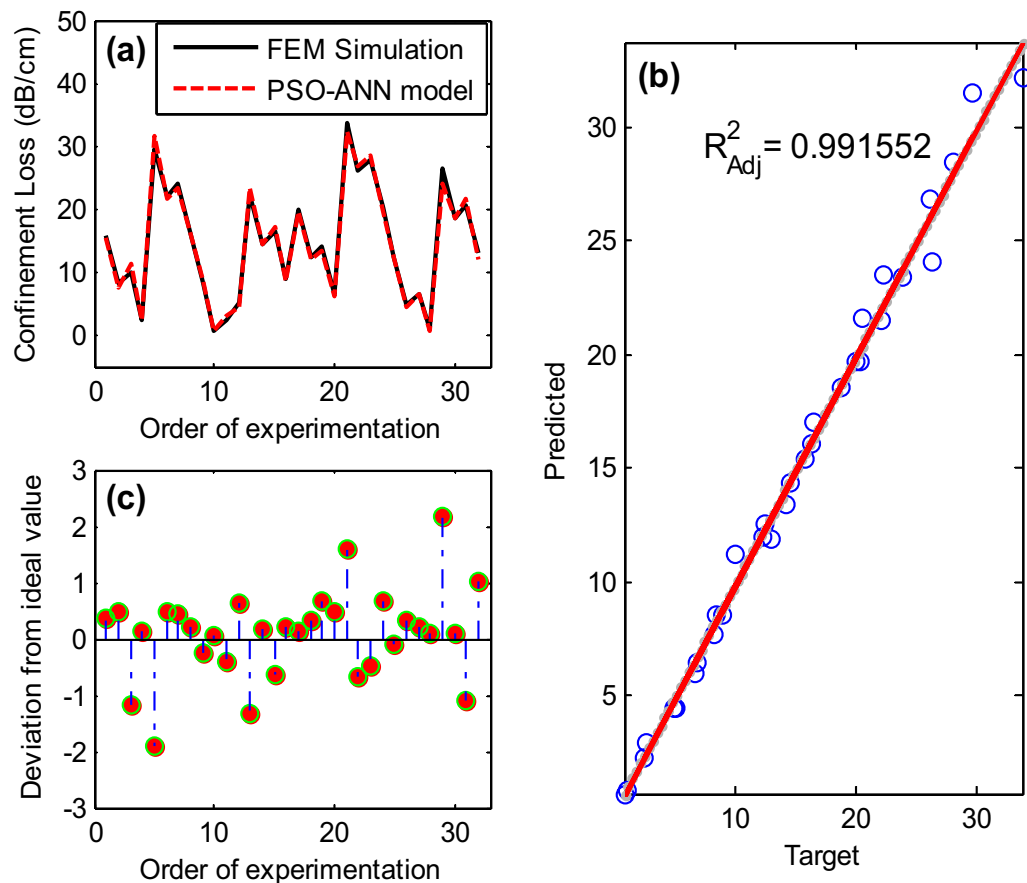 (a)
FEM Simulation
PSO-ANN model
Confinement Loss (dB/cm)
50
40
30
20
10
0
0 10 20 30
Order of experimentation
(b)
R²Adj = 0.991552
Predicted
30
25
20
15
10
5
10 20 30
Target
(c)
Deviation from ideal value
3
2
1
0
-1
-2
-3
0 10 20 30
Order of experimentation